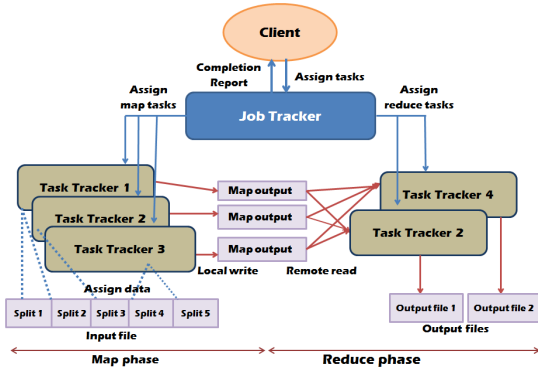 Client
Completion
Report
Assign tasks
Assign
map tasks
Assign
reduce tasks
Job Tracker
Task Tracker 1
Task Tracker 2
Task Tracker 3
Map output
Map output
Map output
Task Tracker 4
Task Tracker 2
Local write
Remote read
Assign data
Split 1
Split 2
Split 3
Split 4
Split 5
Input file
Output file 1
Output file 2
Output files
Map phase
Reduce phase